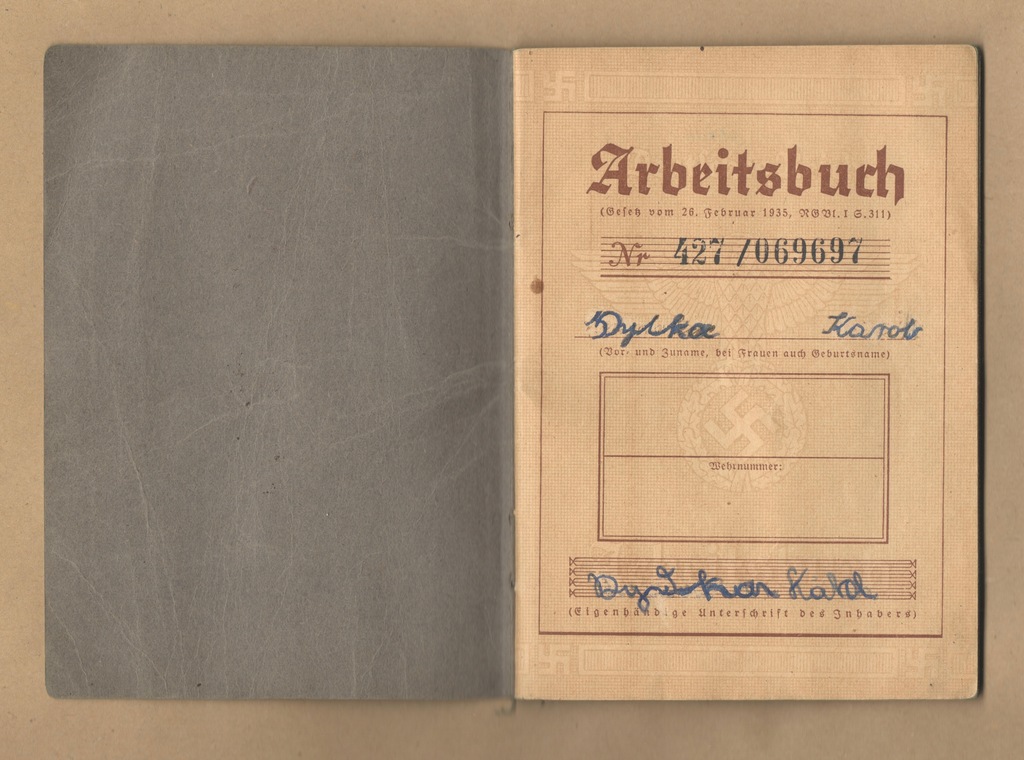 Arbeitsbuch
(Gesetz vom 26. Februar 1935, RGBl. I S. 311)
Nr 427/069697
Dylka Karol
(Vor- und Zuname, bei Frauen auch Geburtsname)
Wehrnummer:
(Eigenhändige Unterschrift des Inhabers)